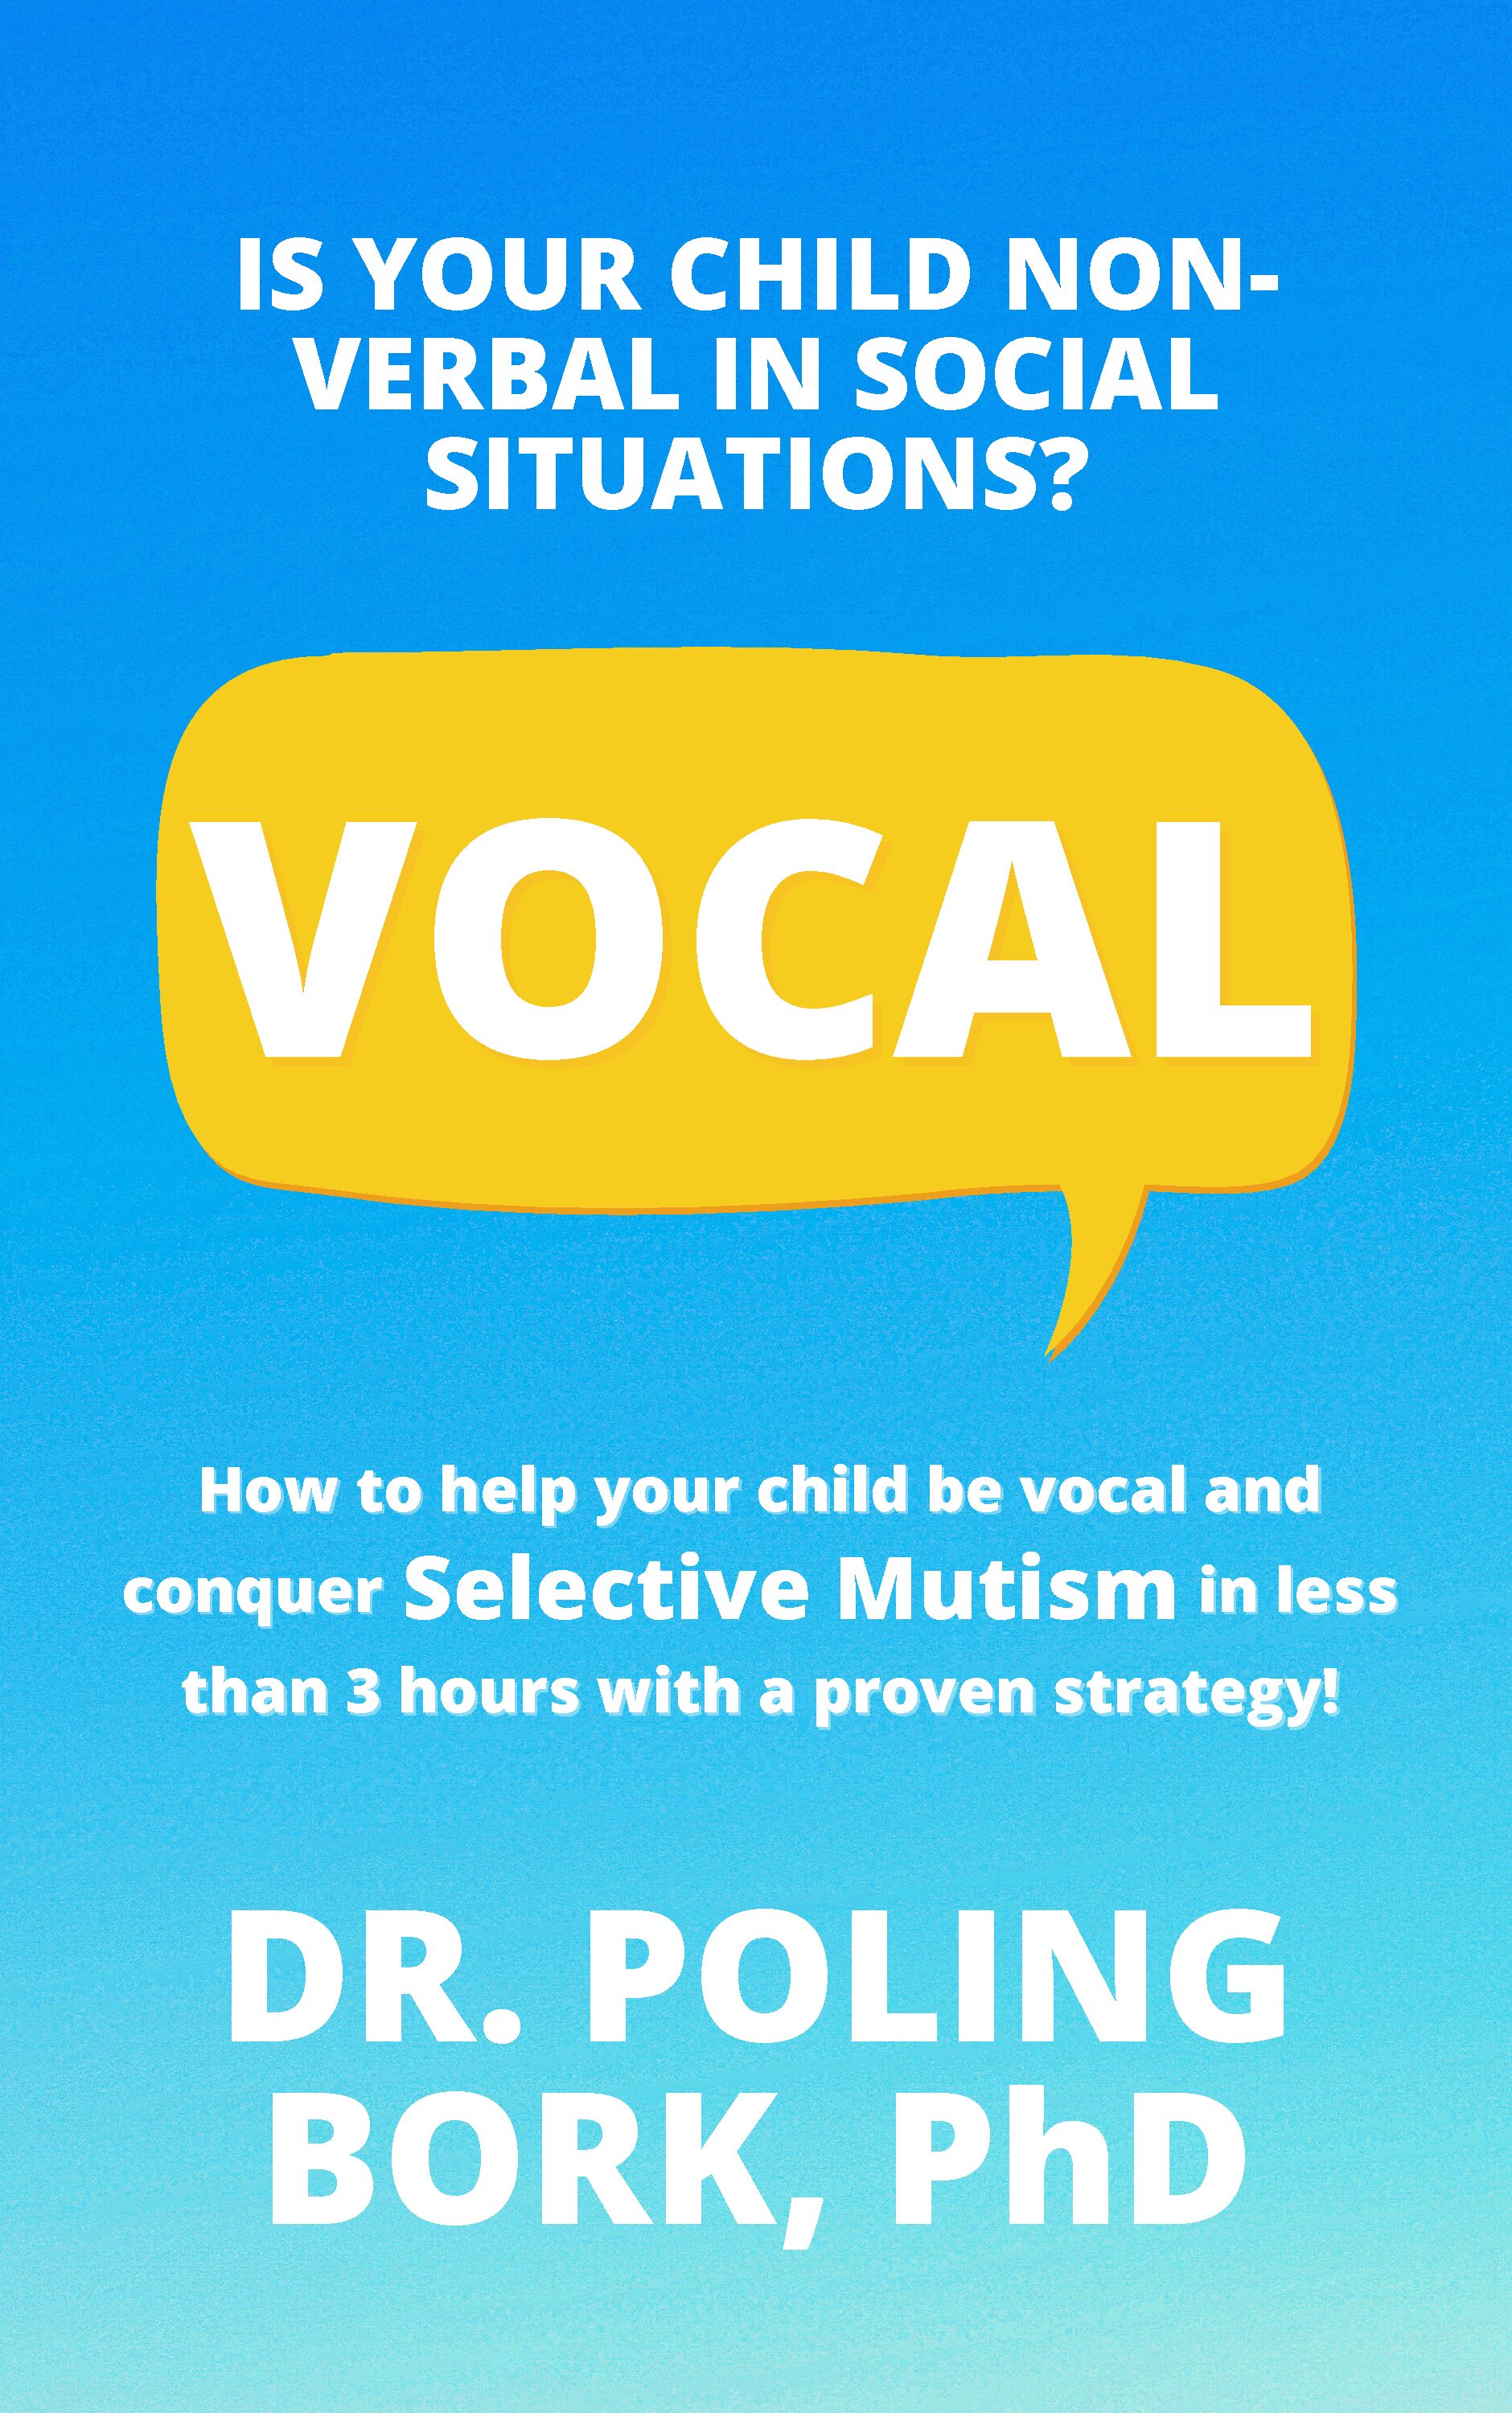 IS YOUR CHILD NON-
VERBAL IN SOCIAL
SITUATIONS?
VOCAL
How to help your child be vocal and
conquer Selective Mutism in less
than 3 hours with a proven strategy!
DR. POLING
BORK, PhD